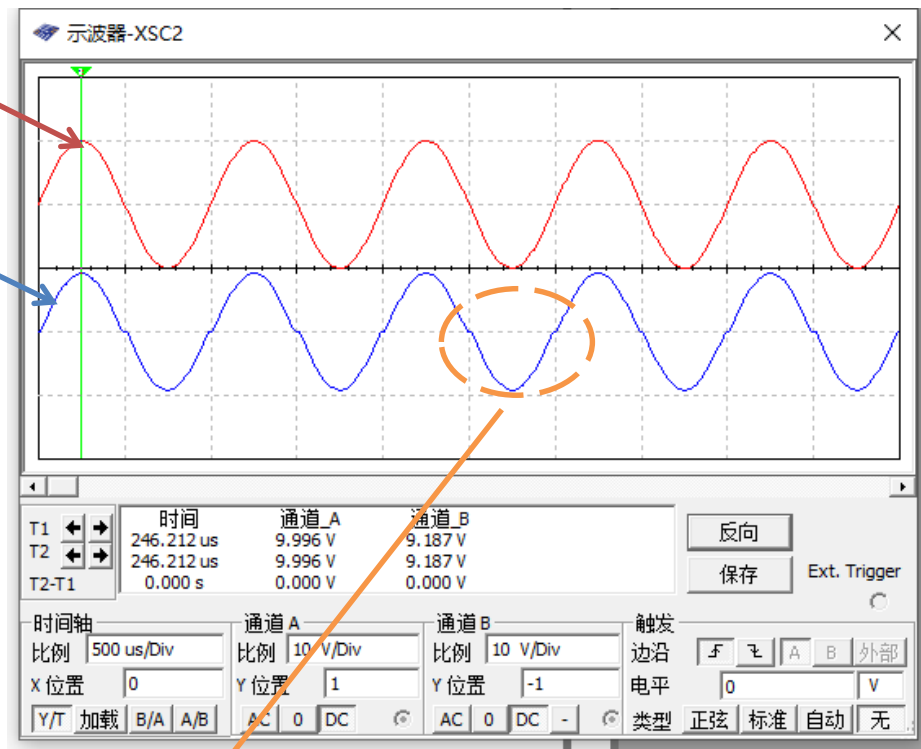 示波器-XSC2
时间 通道_A 通道_B
T1 246.212 us 9.996 V 9.187 V
T2 246.212 us 9.996 V 9.187 V
T2-T1 0.000 s 0.000 V 0.000 V
反向
保存
Ext. Trigger
时间轴
比例 500 us/Div
X 位置 0
Y/T 加载 B/A A/B
通道 A
比例 10 V/Div
Y 位置 1
AC 0 DC
通道 B
比例 10 V/Div
Y 位置 -1
AC 0 DC -
触发
边沿 A B 外部
电平 0 V
类型 正弦 标准 自动 无